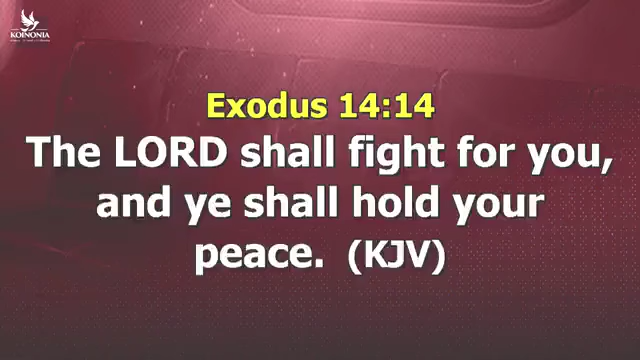 KOINONIA
Exodus 14:14
The LORD shall fight for you,
and ye shall hold your
peace. (KJV)